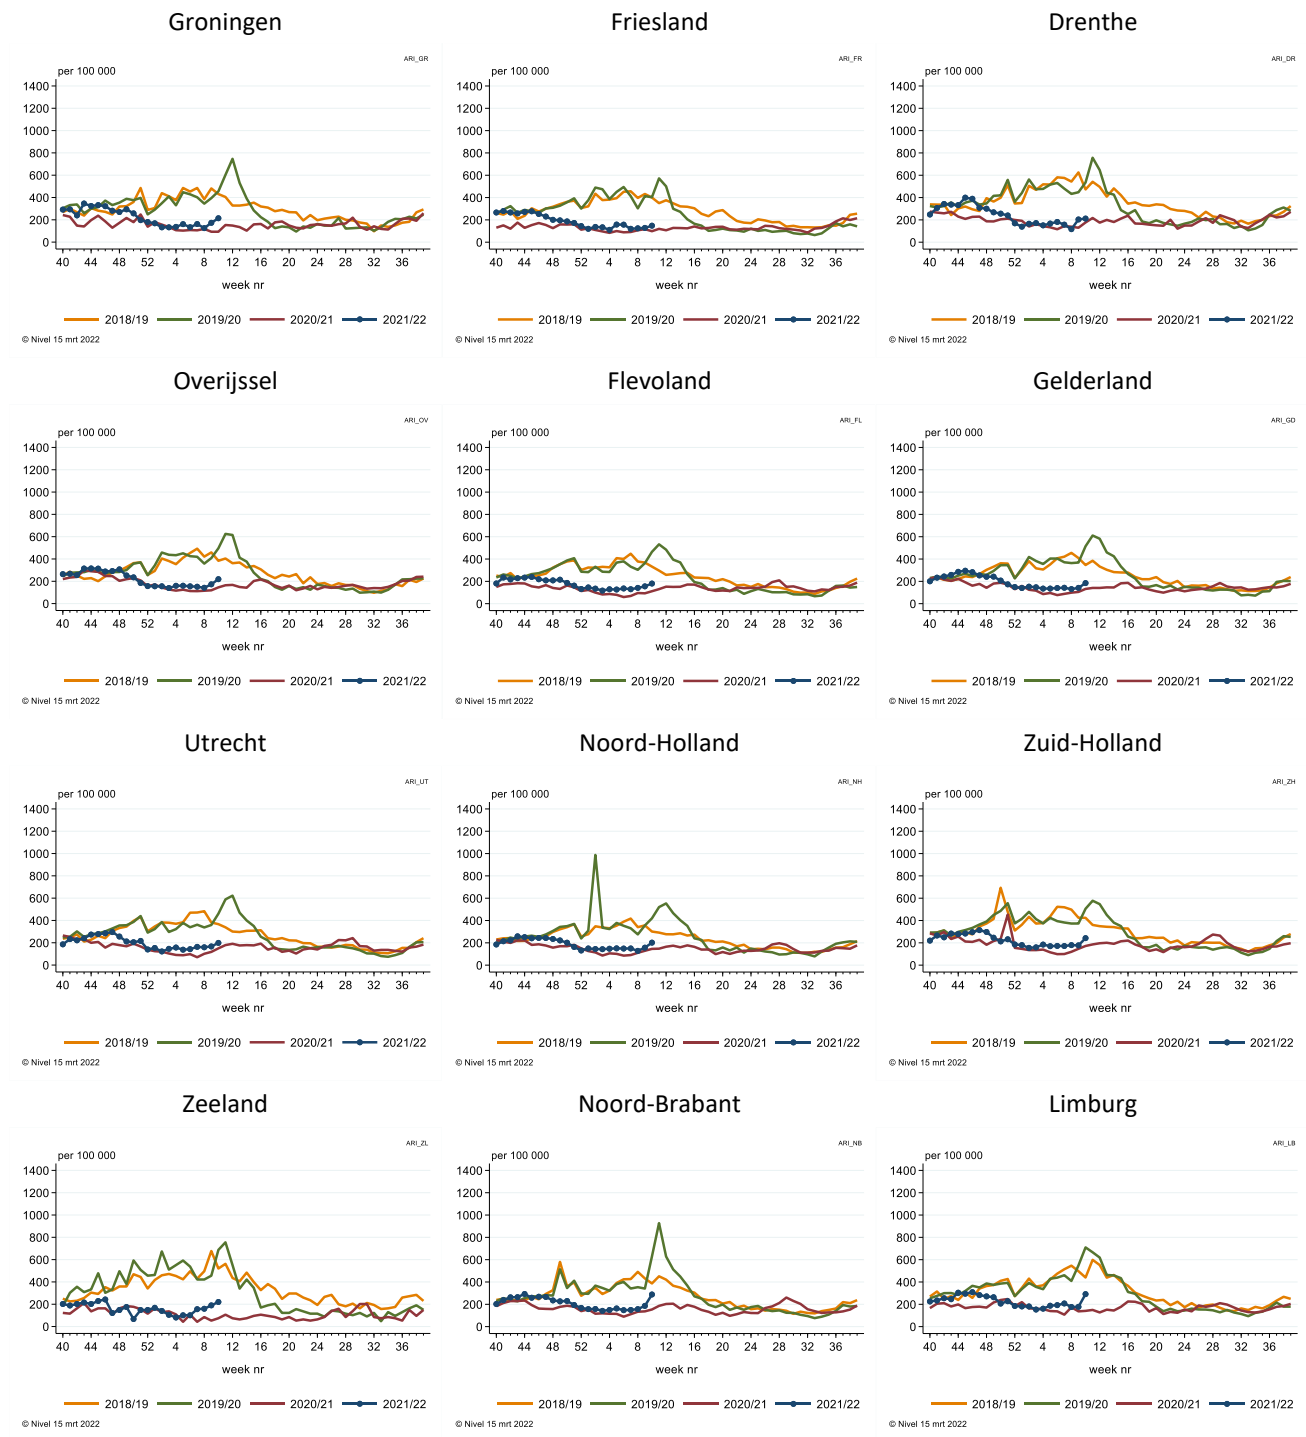 Groningen
ARI_GR
per 100 000
1400
1200
1000
800
600
400
200
0
40 44 48 52 4 8 12 16 20 24 28 32 36
week nr
2018/19 2019/20 2020/21 2021/22
© Nivel 15 mrt 2022
Friesland
ARI_FR
per 100 000
1400
1200
1000
800
600
400
200
0
40 44 48 52 4 8 12 16 20 24 28 32 36
week nr
2018/19 2019/20 2020/21 2021/22
© Nivel 15 mrt 2022
Drenthe
ARI_DR
per 100 000
1400
1200
1000
800
600
400
200
0
40 44 48 52 4 8 12 16 20 24 28 32 36
week nr
2018/19 2019/20 2020/21 2021/22
© Nivel 15 mrt 2022
Overijssel
ARI_OV
per 100 000
1400
1200
1000
800
600
400
200
0
40 44 48 52 4 8 12 16 20 24 28 32 36
week nr
2018/19 2019/20 2020/21 2021/22
© Nivel 15 mrt 2022
Flevoland
ARI_FL
per 100 000
1400
1200
1000
800
600
400
200
0
40 44 48 52 4 8 12 16 20 24 28 32 36
week nr
2018/19 2019/20 2020/21 2021/22
© Nivel 15 mrt 2022
Gelderland
ARI_GD
per 100 000
1400
1200
1000
800
600
400
200
0
40 44 48 52 4 8 12 16 20 24 28 32 36
week nr
2018/19 2019/20 2020/21 2021/22
© Nivel 15 mrt 2022
Utrecht
ARI_UT
per 100 000
1400
1200
1000
800
600
400
200
0
40 44 48 52 4 8 12 16 20 24 28 32 36
week nr
2018/19 2019/20 2020/21 2021/22
© Nivel 15 mrt 2022
Noord-Holland
ARI_NH
per 100 000
1400
1200
1000
800
600
400
200
0
40 44 48 52 4 8 12 16 20 24 28 32 36
week nr
2018/19 2019/20 2020/21 2021/22
© Nivel 15 mrt 2022
Zuid-Holland
ARI_ZH
per 100 000
1400
1200
1000
800
600
400
200
0
40 44 48 52 4 8 12 16 20 24 28 32 36
week nr
2018/19 2019/20 2020/21 2021/22
© Nivel 15 mrt 2022
Zeeland
ARI_ZL
per 100 000
1400
1200
1000
800
600
400
200
0
40 44 48 52 4 8 12 16 20 24 28 32 36
week nr
2018/19 2019/20 2020/21 2021/22
© Nivel 15 mrt 2022
Noord-Brabant
ARI_NB
per 100 000
1400
1200
1000
800
600
400
200
0
40 44 48 52 4 8 12 16 20 24 28 32 36
week nr
2018/19 2019/20 2020/21 2021/22
© Nivel 15 mrt 2022
Limburg
ARI_LB
per 100 000
1400
1200
1000
800
600
400
200
0
40 44 48 52 4 8 12 16 20 24 28 32 36
week nr
2018/19 2019/20 2020/21 2021/22
© Nivel 15 mrt 2022